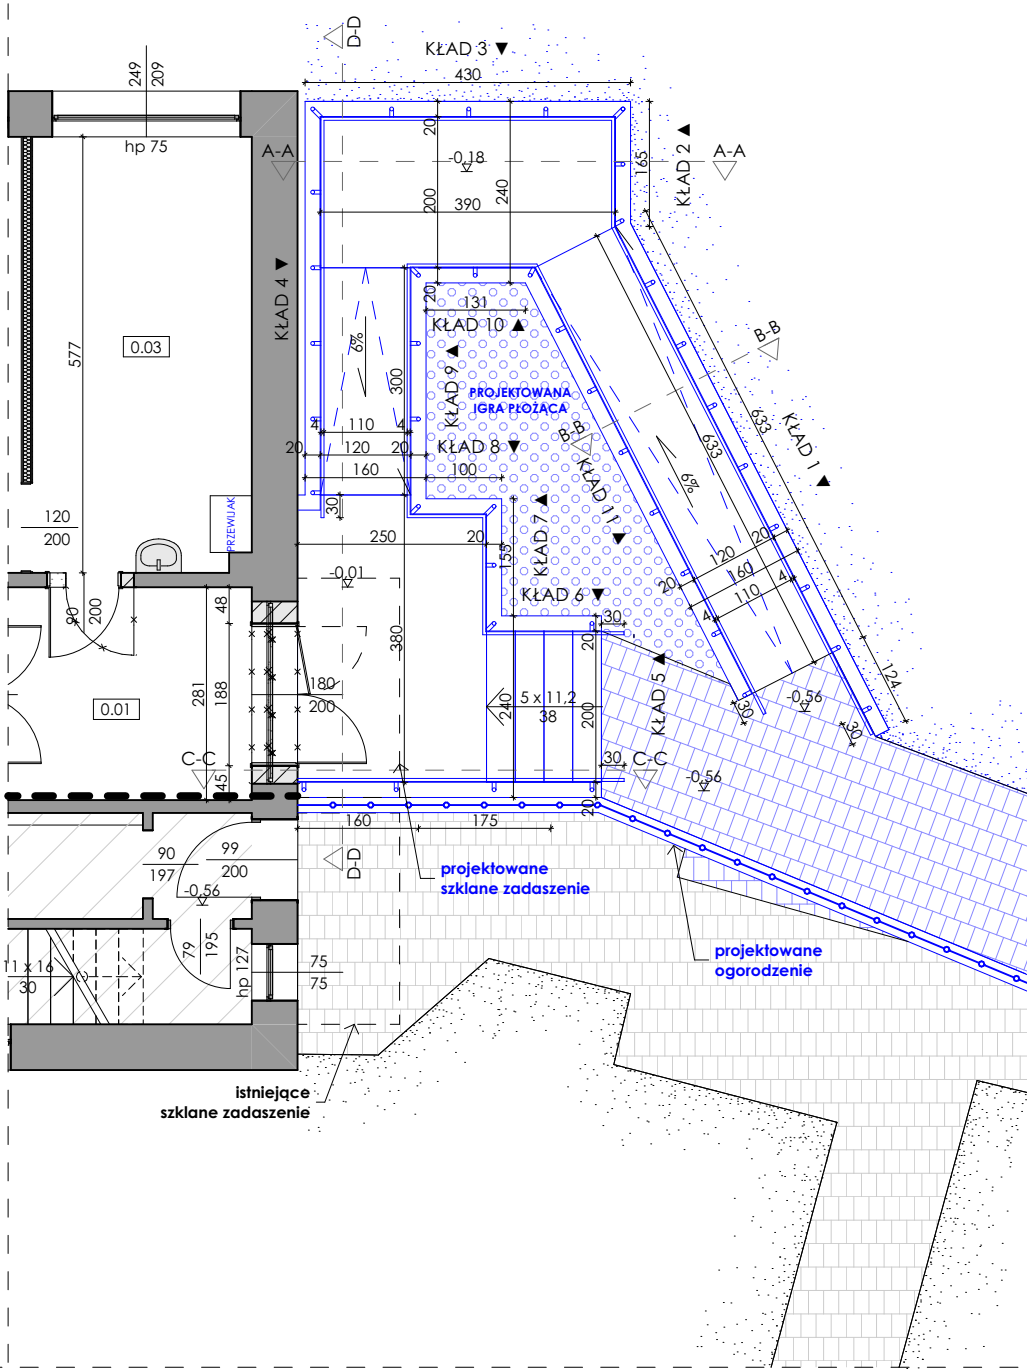 D-D
KŁAD 3 ▼
430
249
209
hp 75
A-A
-0,18
20
200
240
390
165
KŁAD 2 ▲
A-A
KŁAD 4 ▼
577
0.03
6%
300
20
131
KŁAD 10 ▲
KŁAD 9 ▲
PROJEKTOWANA
IGRA PŁOŻĄCA
B-B
B-B
633
633
KŁAD 1 ▲
6%
4
110
4
20
120
20
160
100
KŁAD 8 ▼
KŁAD 11 ▼
30
250
20
155
KŁAD 7 ▲
KŁAD 6 ▼
120
20
160
20
110
4
4
PRZEWIJAK
120
200
90
200
-0,01
48
281
188
45
0.01
180
200
380
240
5 x 11,2
38
200
20
30
KŁAD 5 ▲
30
30
-0,56
124
30
C-C
C-C
-0,56
20
160
175
D-D
90
197
99
200
-0,56
79
195
hp 127
75
75
11 x 16
30
projektowane
szklane zadaszenie
projektowane
ogorodzenie
istniejące
szklane zadaszenie